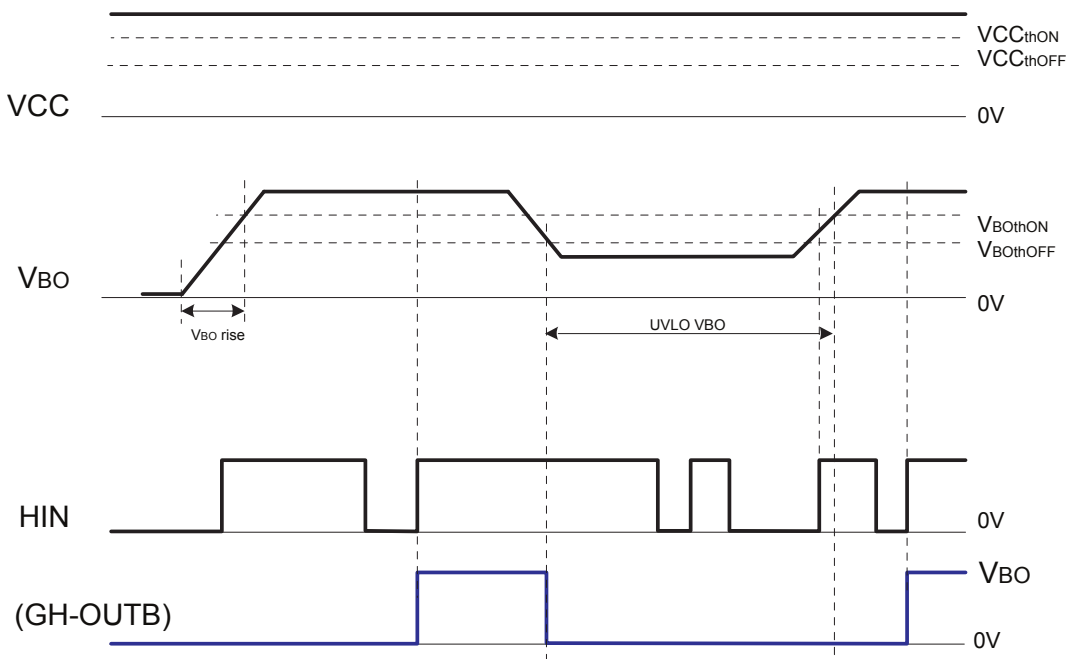 VCCthON
VCCthOFF
VCC
0V
VBOthON
VBOthOFF
VBO
0V
VBO rise
UVLO VBO
HIN
0V
VBO
(GH-OUTB)
0V